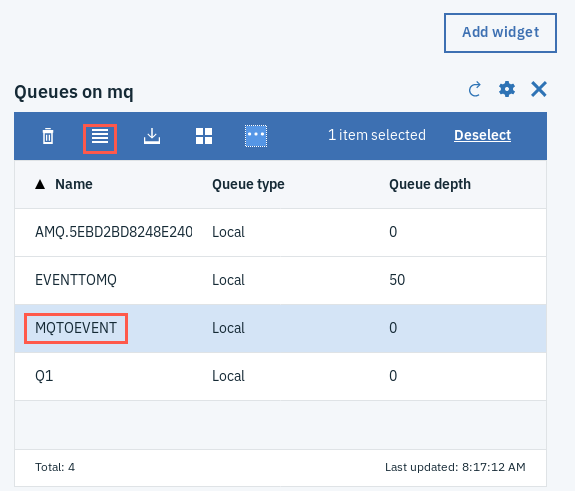 Add widget
Queues on mq
1 item selected Deselect
Name Queue type Queue depth
AMQ.5EBD2BD8248E240 Local 0
EVENTTOMQ Local 50
MQTOEVENT Local 0
Q1 Local 0
Total: 4 Last updated: 8:17:12 AM